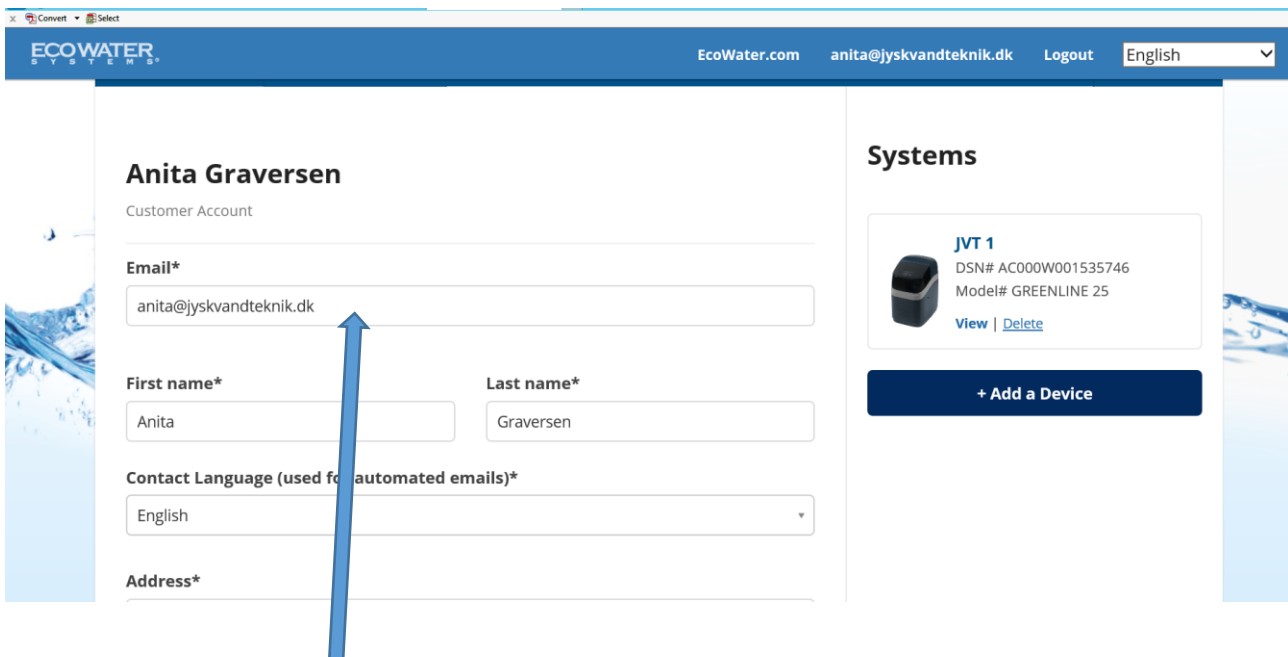 x Convert Select
ECOWATER
SYSTEMS®
EcoWater.com anita@jyskvandteknik.dk Logout English
Anita Graversen
Customer Account
Email*
anita@jyskvandteknik.dk
First name* Last name*
Anita Graversen
Contact Language (used for automated emails)*
English
Address*
Systems
JVT 1
DSN# AC000W001535746
Model# GREENLINE 25
View | Delete
+ Add a Device